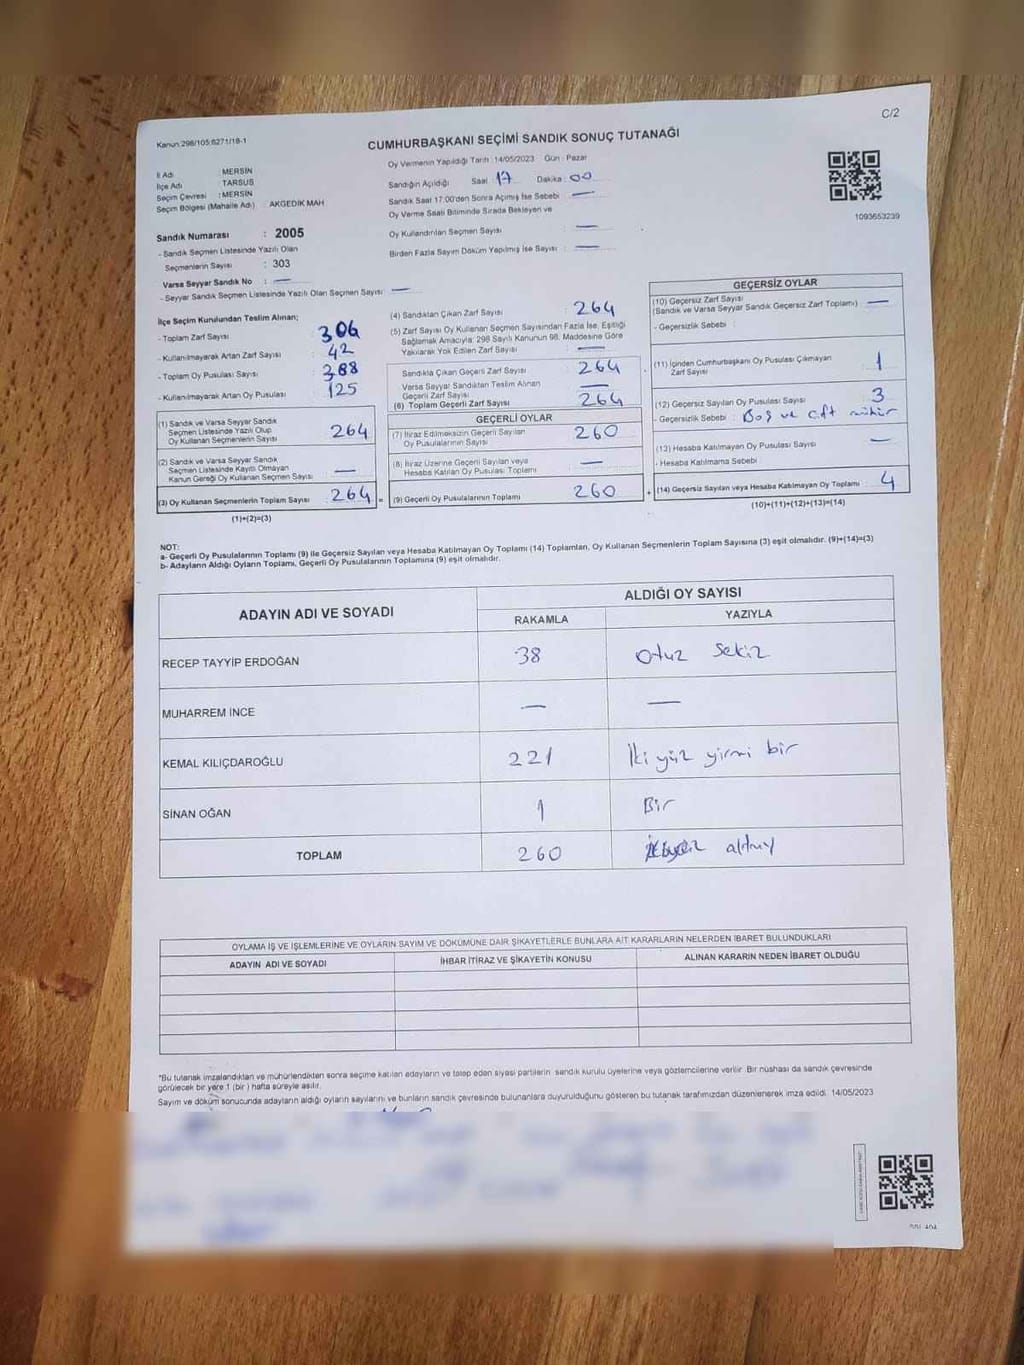 C/2
Kanun:298/105;6271/18-1
CUMHURBAŞKANI SEÇİMİ SANDIK SONUÇ TUTANAĞI
Oy Vermenin Yapıldığı Tarih :14/05/2023 Gün : Pazar
İl Adı : MERSİN
İlçe Adı : TARSUS
Seçim Çevresi : MERSİN
Seçim Bölgesi (Mahalle Adı) : AKGEDİK MAH
Sandığın Açıldığı Saat : 17 Dakika : 00
Sandık Saat 17:00'den Sonra Açılmış İse Sebebi : —
Oy Verme Saati Bitiminde Sırada Bekleyen ve
Oy Kullandırılan Seçmen Sayısı : —
Birden Fazla Sayım Döküm Yapılmış İse Sayısı : —
1093653239
Sandık Numarası : 2005
- Sandık Seçmen Listesinde Yazılı Olan
Seçmenlerin Sayısı : 303
Varsa Seyyar Sandık No : —
- Seyyar Sandık Seçmen Listesinde Yazılı Olan Seçmen Sayısı : —
İlçe Seçim Kurulundan Teslim Alınan;
- Toplam Zarf Sayısı : 306
- Kullanılmayarak Artan Zarf Sayısı : 42
- Toplam Oy Pusulası Sayısı :
- Kullanılmayarak Artan Oy Pusulası : 125
(1) Sandık ve Varsa Seyyar Sandık
Seçmen Listesinde Yazılı Olup
Oy Kullanan Seçmenlerin Sayısı 264
(2) Sandık ve Varsa Seyyar Sandık
Seçmen Listesinde Kayıtlı Olmayan
Kanun Gereği Oy Kullanan Seçmen Sayısı —
(3) Oy Kullanan Seçmenlerin Toplam Sayısı : 264 =
(1)+(2)=(3)
(4) Sandıktan Çıkan Zarf Sayısı : 264
(5) Zarf Sayısı Oy Kullanan Seçmen Sayısından Fazla İse, Eşitliği
Sağlamak Amacıyla; 298 Sayılı Kanunun 98. Maddesine Göre
Yakılarak Yok Edilen Zarf Sayısı : —
Sandıkta Çıkan Geçerli Zarf Sayısı : 264
Varsa Seyyar Sandıktan Teslim Alınan
Geçerli Zarf Sayısı : —
(6) Toplam Geçerli Zarf Sayısı : 264
GEÇERLİ OYLAR
(7) İtiraz Edilmeksizin Geçerli Sayılan
Oy Pusulalarının Sayısı : 260
(8) İtiraz Üzerine Geçerli Sayılan veya
Hesaba Katılan Oy Pusulası Toplamı : —
(9) Geçerli Oy Pusulalarının Toplamı : 260 +
GEÇERSİZ OYLAR
(10) Geçersiz Zarf Sayısı
(Sandık ve Varsa Seyyar Sandık Geçersiz Zarf Toplamı) : —
- Geçersizlik Sebebi :
(11) İçinden Cumhurbaşkanı Oy Pusulası Çıkmayan
Zarf Sayısı : 1
(12) Geçersiz Sayılan Oy Pusulası Sayısı : 3
- Geçersizlik Sebebi : Boş ve çift mühür
(13) Hesaba Katılmayan Oy Pusulası Sayısı : —
- Hesaba Katılmama Sebebi :
(14) Geçersiz Sayılan veya Hesaba Katılmayan Oy Toplamı : 4
(10)+(11)+(12)+(13)=(14)
NOT:
a- Geçerli Oy Pusulalarının Toplamı (9) ile Geçersiz Sayılan veya Hesaba Katılmayan Oy Toplamı (14) Toplamları, Oy Kullanan Seçmenlerin Toplam Sayısına (3) eşit olmalıdır. (9)+(14)=(3)
b- Adayların Aldığı Oyların Toplamı, Geçerli Oy Pusulalarının Toplamına (9) eşit olmalıdır.
ADAYIN ADI VE SOYADI ALDIĞI OY SAYISI
RAKAMLA YAZIYLA
RECEP TAYYİP ERDOĞAN 38 otuz sekiz
MUHARREM İNCE — —
KEMAL KILIÇDAROĞLU 221 İki yüz yirmi bir
SİNAN OĞAN 1 Bir
TOPLAM 260 altmış
OYLAMA İŞ VE İŞLEMLERİNE VE OYLARIN SAYIM VE DÖKÜMÜNE DAİR ŞİKAYETLERLE BUNLARA AİT KARARLARIN NELERDEN İBARET BULUNDUKLARI
ADAYIN ADI VE SOYADI İHBAR İTİRAZ VE ŞİKAYETİN KONUSU ALINAN KARARIN NEDEN İBARET OLDUĞU
*Bu tutanak imzalandıktan ve mühürlendikten sonra seçime katılan adayların ve talep eden siyasi partilerin sandık kurulu üyelerine veya gözlemcilerine verilir. Bir nüshası da sandık çevresinde
görülecek bir yere 1 (bir) hafta süreyle asılır.
Sayım ve döküm sonucunda adayların aldığı oyların sayılarını ve bunların sandık çevresinde bulunanlara duyurulduğunu gösteren bu tutanak tarafımızdan düzenlenerek imza edildi. 14/05/2023